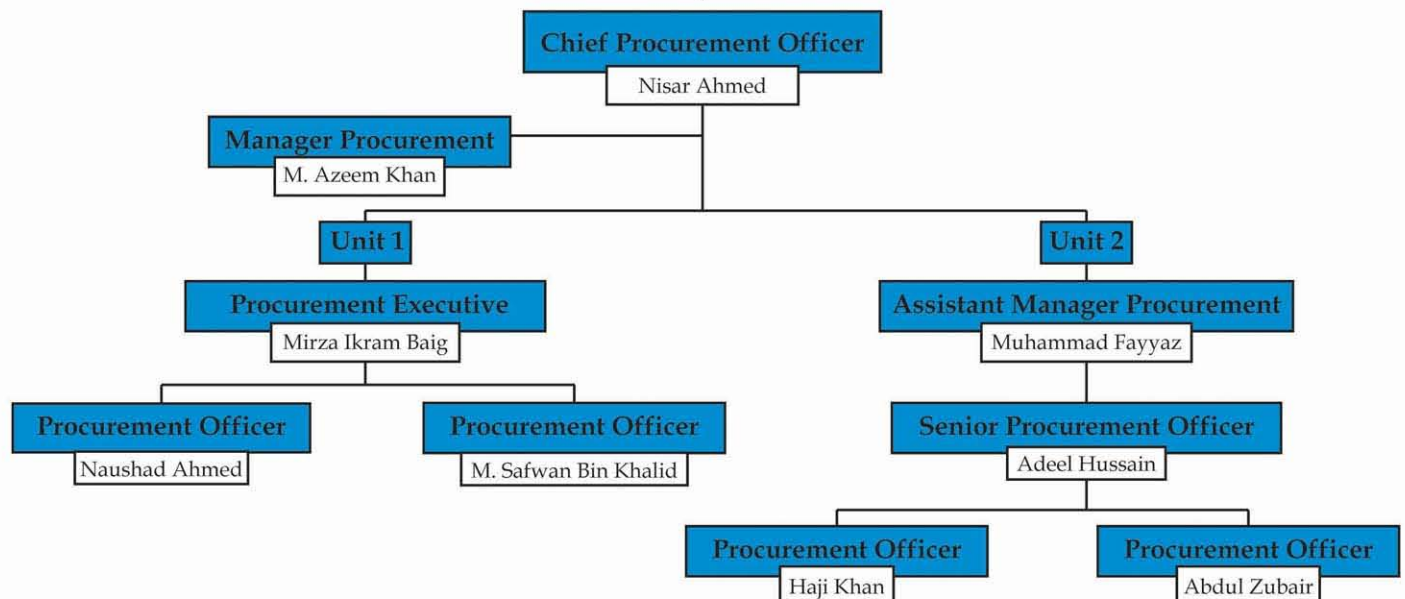 Chief Procurement Officer
Nisar Ahmed
Manager Procurement
M. Azeem Khan
Unit 1
Unit 2
Procurement Executive
Mirza Ikram Baig
Assistant Manager Procurement
Muhammad Fayyaz
Procurement Officer
Naushad Ahmed
Procurement Officer
M. Safwan Bin Khalid
Senior Procurement Officer
Adeel Hussain
Procurement Officer
Haji Khan
Procurement Officer
Abdul Zubair